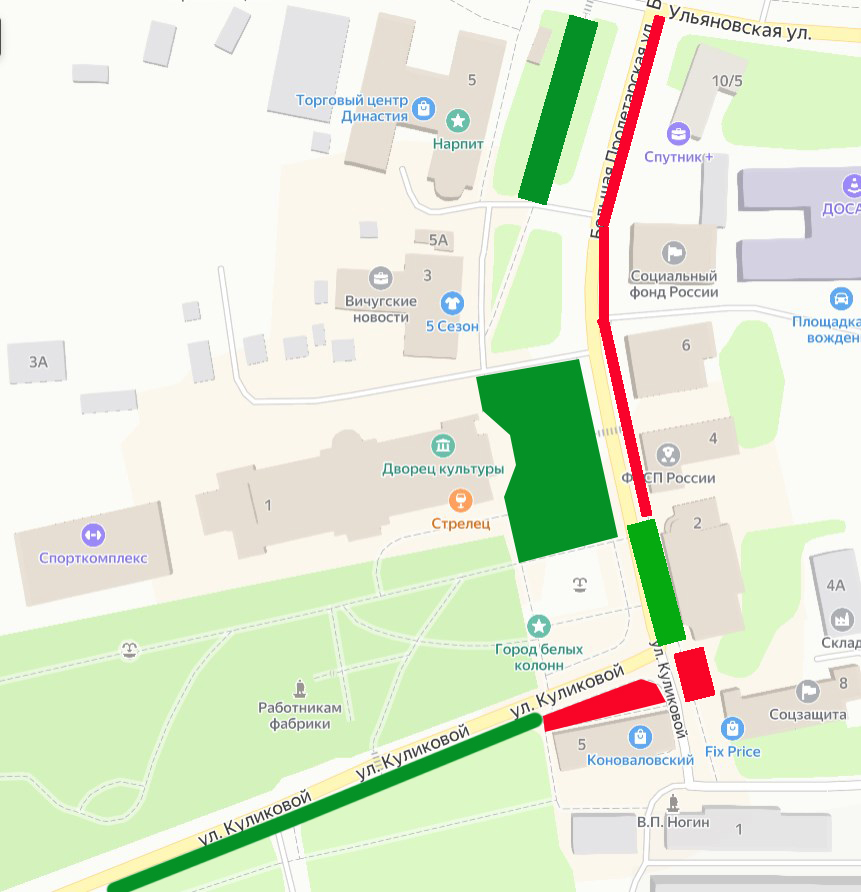 Ульяновская ул.
Б
Большая Пролетарская ул.
5
10/5
Торговый центр
Династия
Нарпит
Спутник+
ДОСА
5А
3
Социальный
фонд России
Вичугские
новости
5 Сезон
Площадка
вожден
3А
6
4
Дворец культуры
ФССП России
1
Стрелец
2
Спорткомплекс
4А
Город белых
колонн
Склад
ул. Куликовой
ул. Куликовой
Работникам
фабрики
8
Соцзащита
5
Коноваловский
Fix Price
ул. Куликовой
ул. Куликовой
В.П. Ногин
1